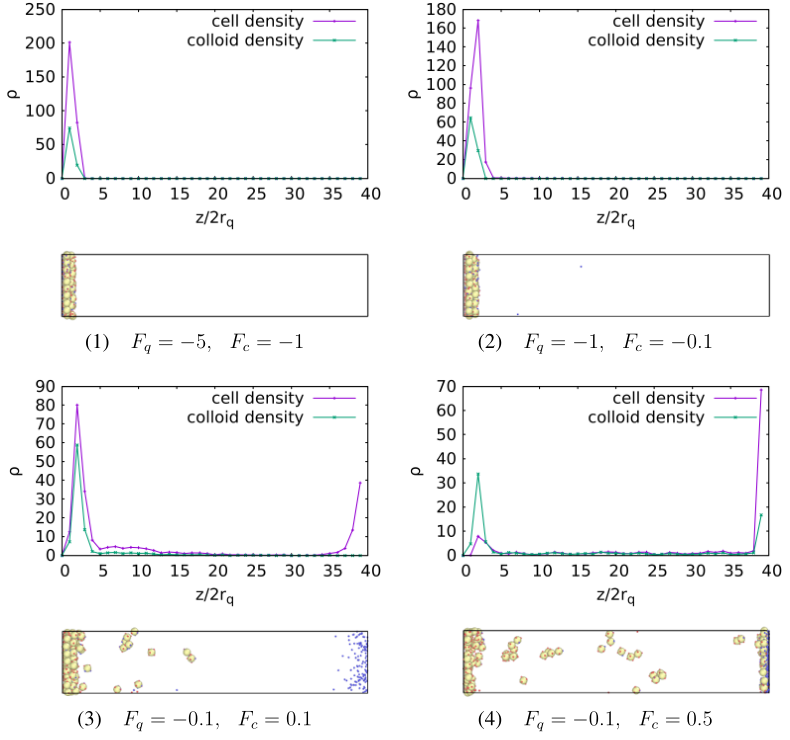 250
200
150
100
50
0
ρ
cell density
colloid density
0 5 10 15 20 25 30 35 40
z/2r_q
(1) F_q = −5, F_c = −1
180
160
140
120
100
80
60
40
20
0
ρ
cell density
colloid density
0 5 10 15 20 25 30 35 40
z/2r_q
(2) F_q = −1, F_c = −0.1
90
80
70
60
50
40
30
20
10
0
ρ
cell density
colloid density
0 5 10 15 20 25 30 35 40
z/2r_q
(3) F_q = −0.1, F_c = 0.1
70
60
50
40
30
20
10
0
ρ
cell density
colloid density
0 5 10 15 20 25 30 35 40
z/2r_q
(4) F_q = −0.1, F_c = 0.5